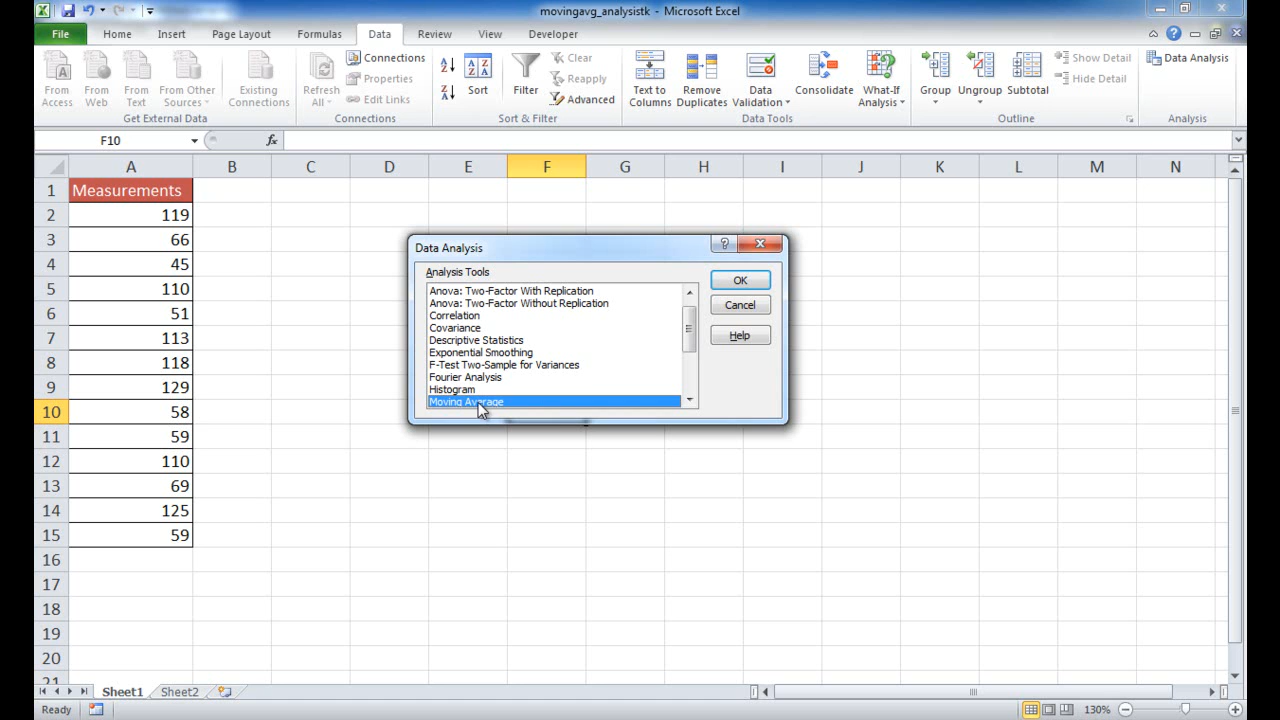 movingavg_analysistk - Microsoft Excel
File Home Insert Page Layout Formulas Data Review View Developer
From Access
From Web
From Text
From Other Sources
Existing Connections
Get External Data
Refresh All
Connections
Properties
Edit Links
Connections
Sort
Filter
Clear
Reapply
Advanced
Sort & Filter
Text to Columns
Remove Duplicates
Data Validation
Consolidate
What-If Analysis
Data Tools
Group
Ungroup
Subtotal
Show Detail
Hide Detail
Outline
Data Analysis
Analysis
F10 fx
A B C D E F G H I J K L M N
1 Measurements
2 119
3 66
4 45
5 110
6 51
7 113
8 118
9 129
10 58
11 59
12 110
13 69
14 125
15 59
16
17
18
19
20
21
Data Analysis
Analysis Tools
Anova: Two-Factor With Replication
Anova: Two-Factor Without Replication
Correlation
Covariance
Descriptive Statistics
Exponential Smoothing
F-Test Two-Sample for Variances
Fourier Analysis
Histogram
Moving Average
OK
Cancel
Help
Sheet1 Sheet2
Ready 130%